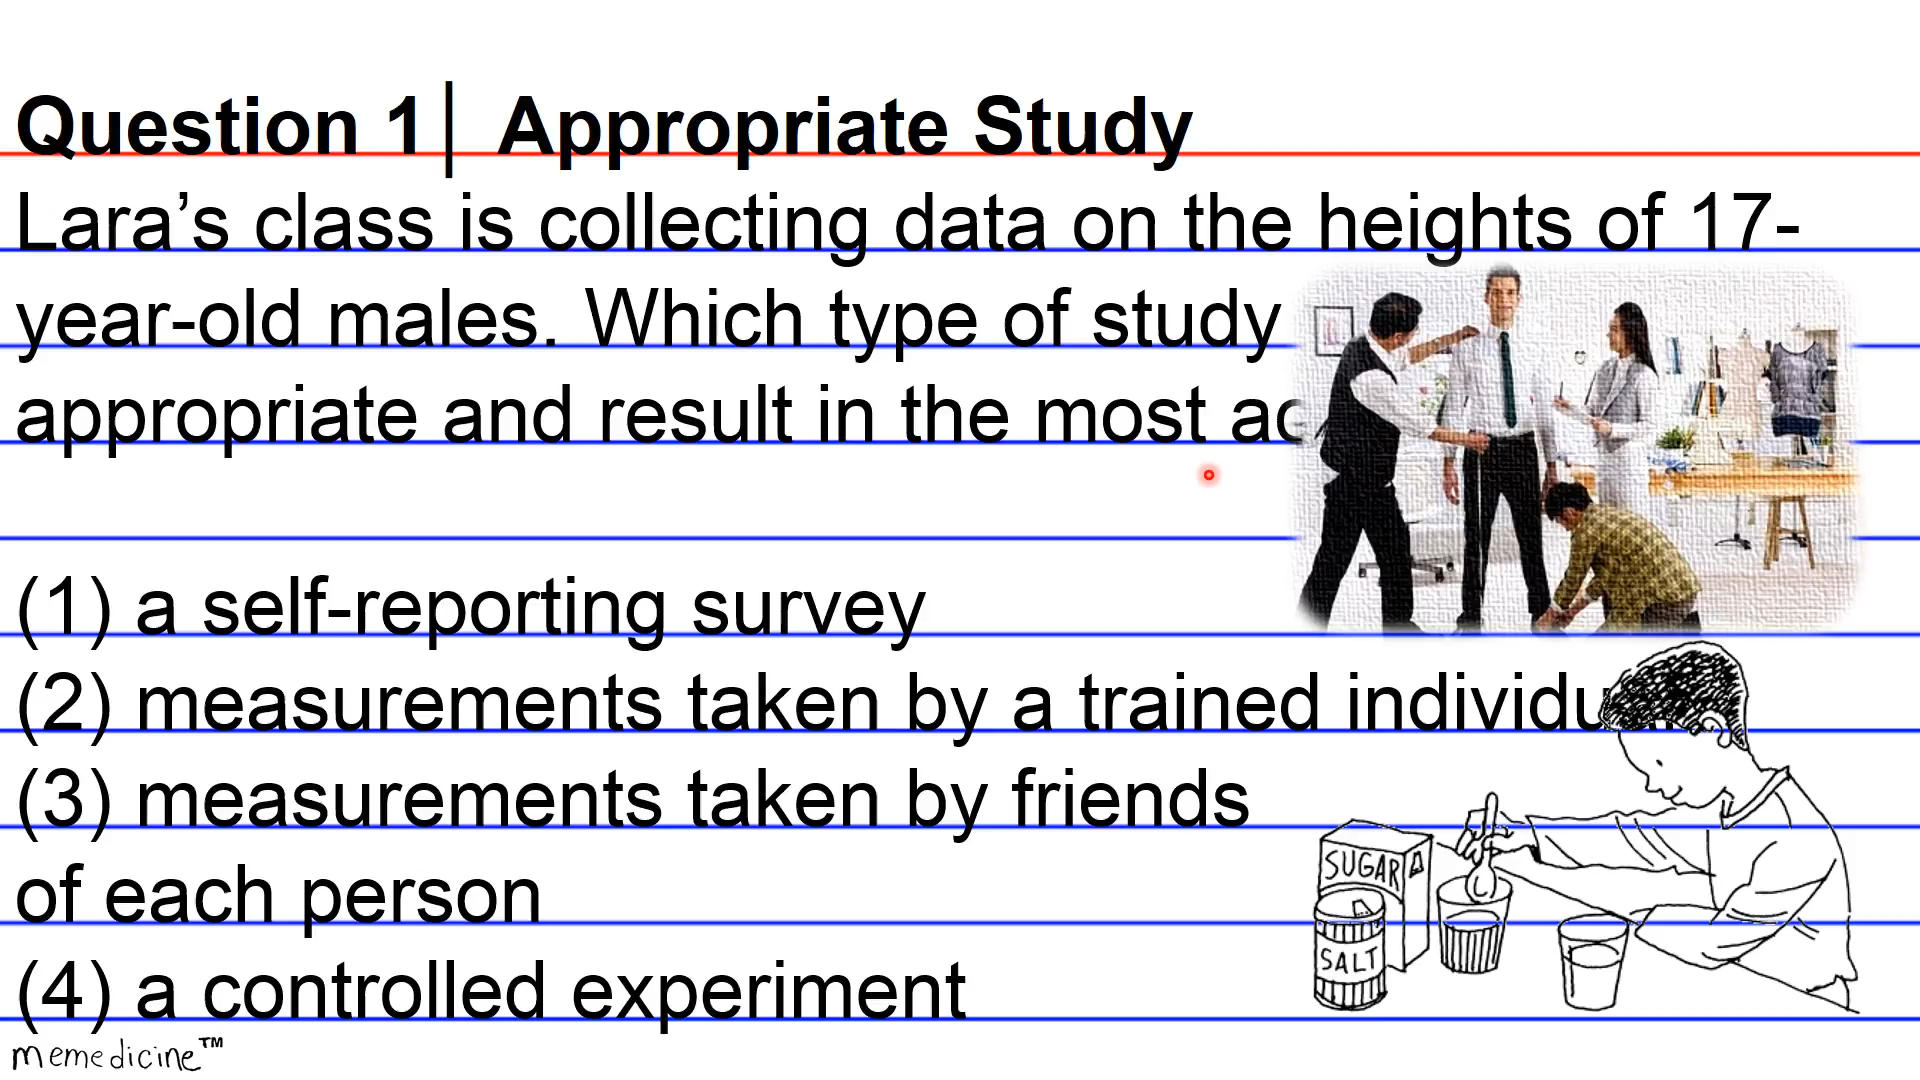 Question 1| Appropriate Study
Lara’s class is collecting data on the heights of 17-
year-old males. Which type of study
appropriate and result in the most
(1) a self-reporting survey
(2) measurements taken by a trained
(3) measurements taken by friends
of each person
(4) a controlled experiment
SUGAR
SALT
memedicine™